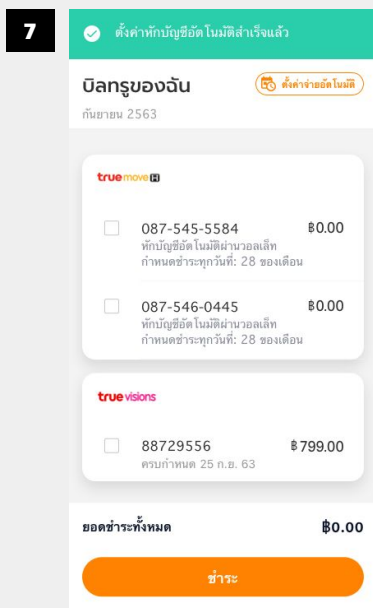 7
ตั้งค่าหักบัญชีอัตโนมัติสำเร็จแล้ว
บิลทรูของฉัน
ตั้งค่าจ่ายอัตโนมัติ
กันยายน 2563
truemove H
087-545-5584 ฿0.00
หักบัญชีอัตโนมัติผ่านวอลเล็ท
กำหนดชำระทุกวันที่: 28 ของเดือน
087-546-0445 ฿0.00
หักบัญชีอัตโนมัติผ่านวอลเล็ท
กำหนดชำระทุกวันที่: 28 ของเดือน
truevisions
88729556 ฿799.00
ครบกำหนด 25 ก.ย. 63
ยอดชำระทั้งหมด ฿0.00
ชำระ